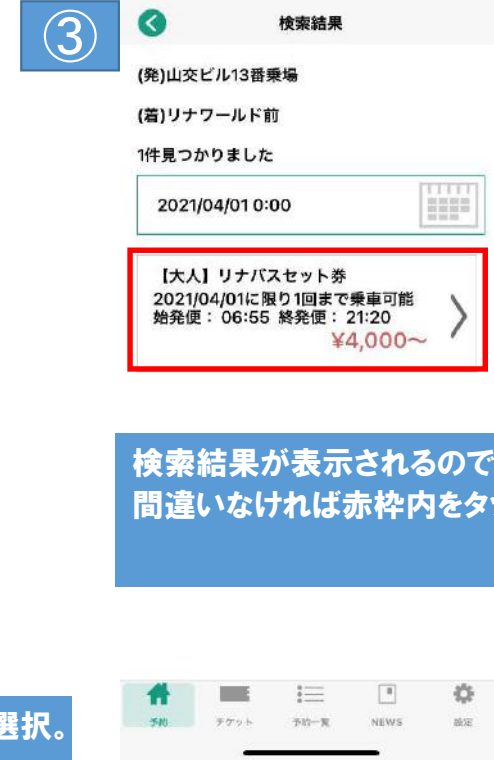 ③
検索結果
(発)山交ビル13番乗場
(着)リナワールド前
1件見つかりました
2021/04/01 0:00
【大人】リナバスセット券
2021/04/01に限り1回まで乗車可能
始発便： 06:55 終発便： 21:20
¥4,000～
検索結果が表示されるので
間違いなければ赤枠内をタ
選択。
予約 チケット 予約一覧 NEWS 設定